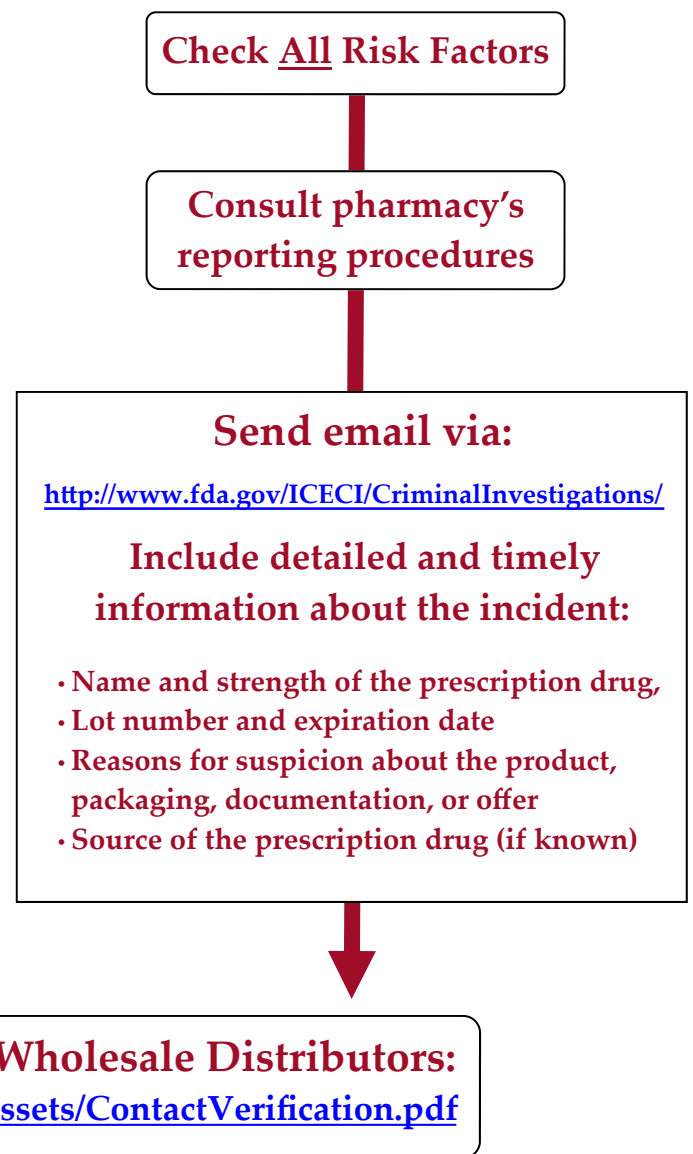 Check All Risk Factors
Consult pharmacy’s
reporting procedures
Send email via:
http://www.fda.gov/ICECI/CriminalInvestigations/
Include detailed and timely
information about the incident:
· Name and strength of the prescription drug,
· Lot number and expiration date
· Reasons for suspicion about the product,
packaging, documentation, or offer
· Source of the prescription drug (if known)
Wholesale Distributors:
ssets/ContactVerification.pdf